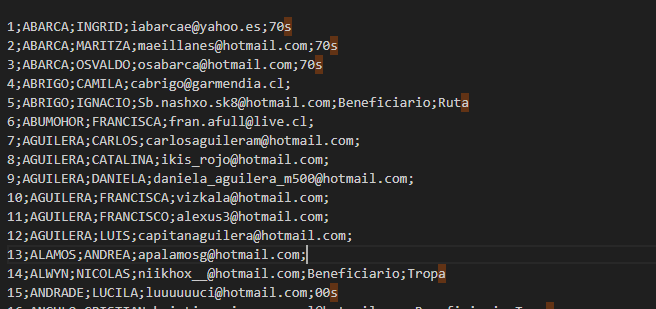 1;ABARCA;INGRID;iabarcae@yahoo.es;70s
2;ABARCA;MARITZA;maeillanes@hotmail.com;70s
3;ABARCA;OSVALDO;osabarca@hotmail.com;70s
4;ABRIGO;CAMILA;cabrigo@garmendia.cl;
5;ABRIGO;IGNACIO;Sb.nashxo.sk8@hotmail.com;Beneficiario;Ruta
6;ABUMOHOR;FRANCISCA;fran.afull@live.cl;
7;AGUILERA;CARLOS;carlosaguileram@hotmail.com;
8;AGUILERA;CATALINA;ikis_rojo@hotmail.com;
9;AGUILERA;DANIELA;daniela_aguilera_m500@hotmail.com;
10;AGUILERA;FRANCISCA;vizkala@hotmail.com;
11;AGUILERA;FRANCISCO;alexus3@hotmail.com;
12;AGUILERA;LUIS;capitanaguilera@hotmail.com;
13;ALAMOS;ANDREA;apalamosg@hotmail.com;
14;ALWYN;NICOLAS;niikhox__@hotmail.com;Beneficiario;Tropa
15;ANDRADE;LUCILA;luuuuuuci@hotmail.com;00s